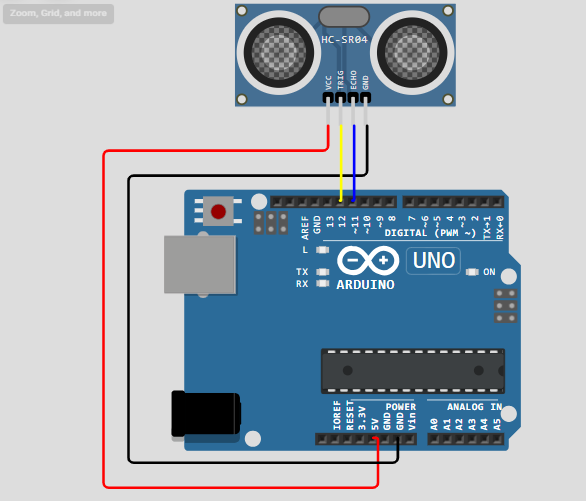 Zoom, Grid, and more
HC-SR04
VCC
TRIG
ECHO
GND
AREF
GND
13
12
~11
~10
~9
8
7
~6
~5
4
~3
2
TX→1
RX←0
DIGITAL (PWM ~)
L
TX
RX
UNO
ON
ARDUINO
IOREF
RESET
3.3V
5V
GND
GND
Vin
POWER
ANALOG IN
A0
A1
A2
A3
A4
A5